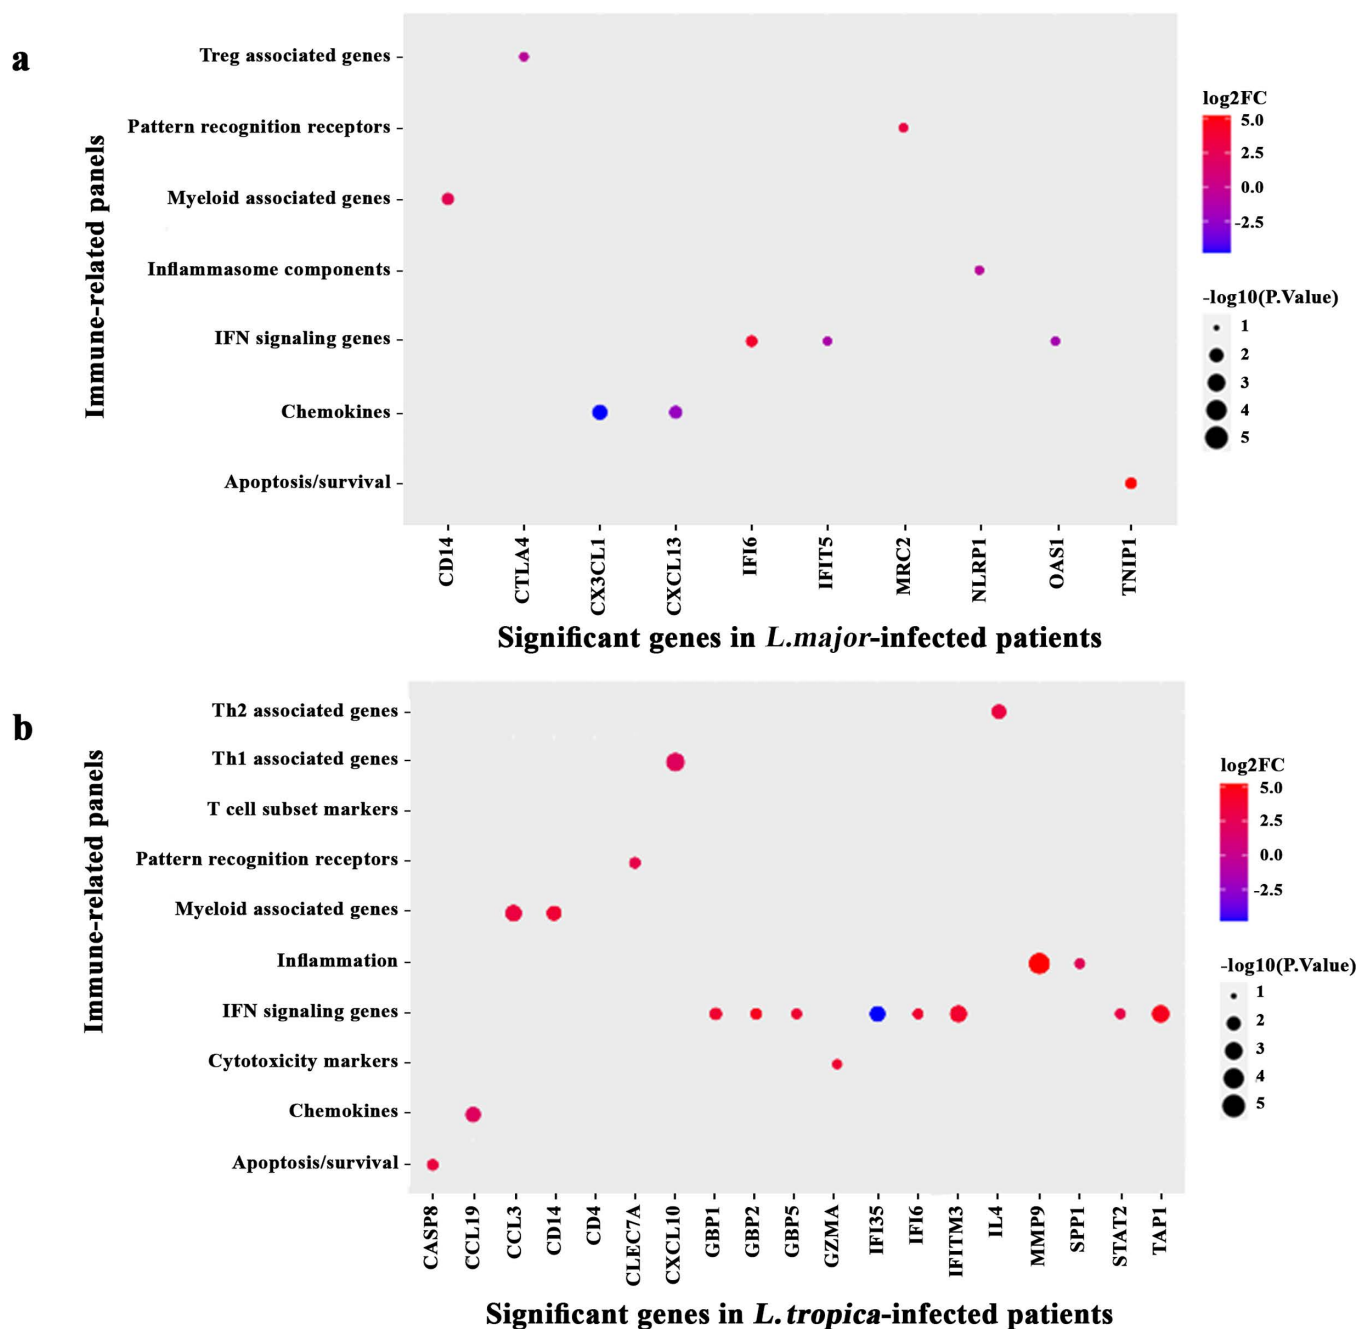 a
Immune-related panels
Treg associated genes
Pattern recognition receptors
Myeloid associated genes
Inflammasome components
IFN signaling genes
Chemokines
Apoptosis/survival
CD14
CTLA4
CX3CL1
CXCL13
IFI6
IFIT5
MRC2
NLRP1
OAS1
TNIP1
Significant genes in L.major-infected patients
log2FC
5.0
2.5
0.0
-2.5
-log10(P.Value)
1
2
3
4
5
b
Immune-related panels
Th2 associated genes
Th1 associated genes
T cell subset markers
Pattern recognition receptors
Myeloid associated genes
Inflammation
IFN signaling genes
Cytotoxicity markers
Chemokines
Apoptosis/survival
CASP8
CCL19
CCL3
CD14
CD4
CLEC7A
CXCL10
GBP1
GBP2
GBP5
GZMA
IFI35
IFI6
IFITM3
IL4
MMP9
SPP1
STAT2
TAP1
Significant genes in L.tropica-infected patients
log2FC
5.0
2.5
0.0
-2.5
-log10(P.Value)
1
2
3
4
5